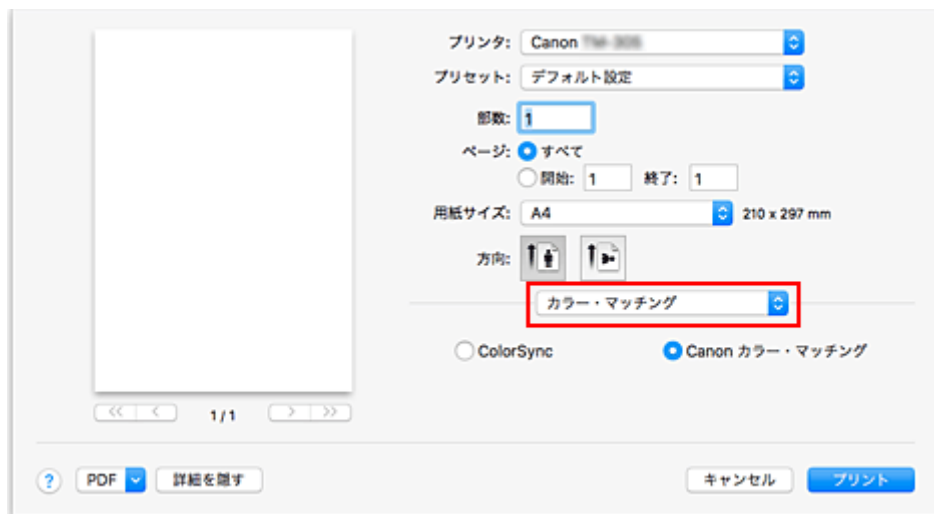 プリンタ: Canon
プリセット: デフォルト設定
部数: 1
ページ: すべて
開始: 1 終了: 1
用紙サイズ: A4 210 x 297 mm
方向:
カラー・マッチング
ColorSync Canon カラー・マッチング
<< < 1 / 1 > >>
? PDF 詳細を隠す キャンセル プリント